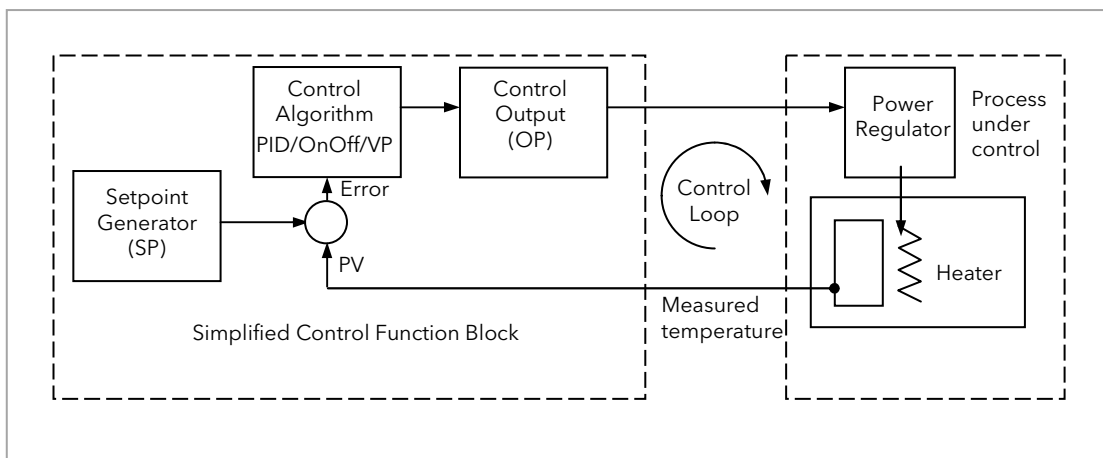 Control
Algorithm
PID/OnOff/VP
Control
Output
(OP)
Power
Regulator
Process
under
control
Setpoint
Generator
(SP)
Error
PV
Control
Loop
Heater
Measured
temperature
Simplified Control Function Block